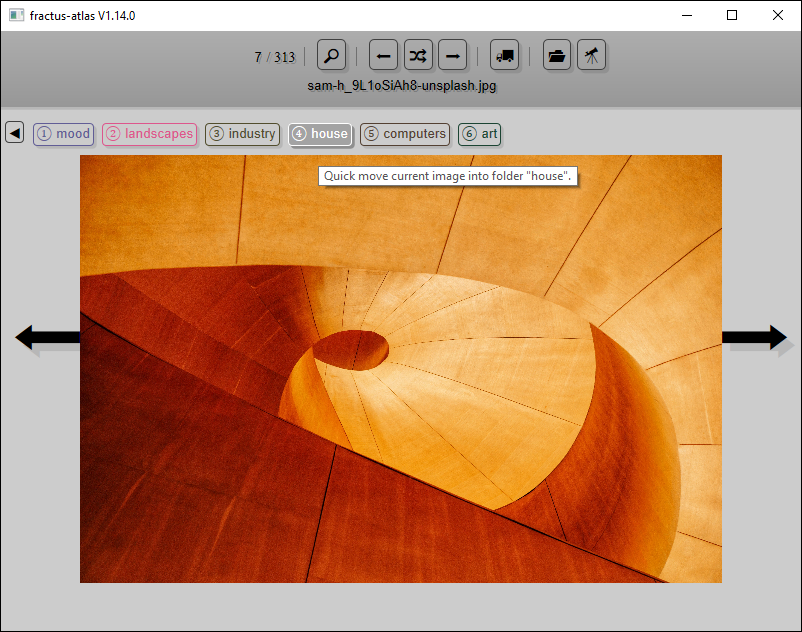 fractus-atlas V1.14.0
7 / 313
sam-h_9L1oSiAh8-unsplash.jpg
① mood ② landscapes ③ industry ④ house ⑤ computers ⑥ art
Quick move current image into folder "house".